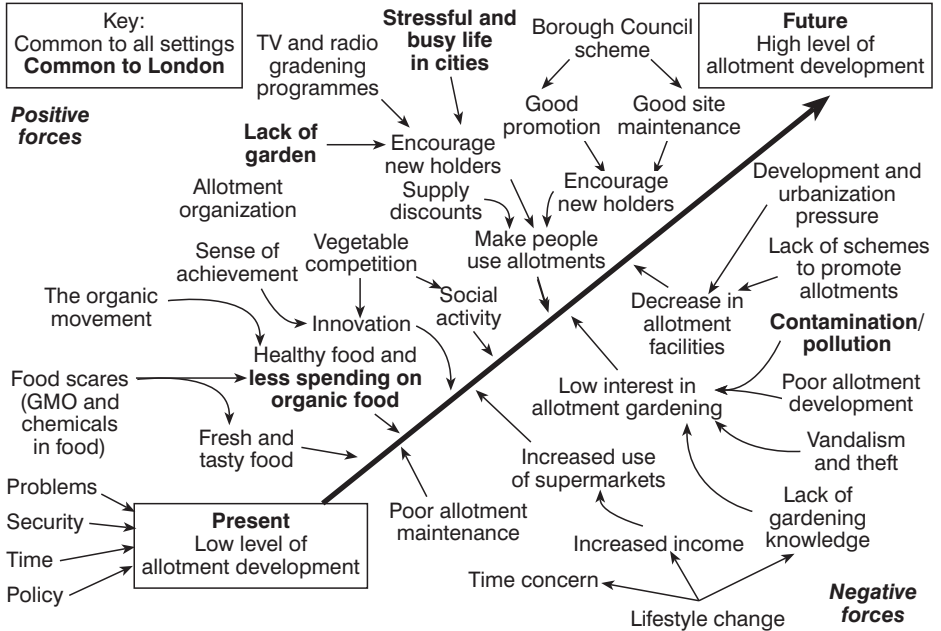 Key:
Common to all settings
Common to London
Positive
forces
TV and radio
gradening
programmes
Stressful and
busy life
in cities
Borough Council
scheme
Future
High level of
allotment development
Good
promotion
Good site
maintenance
Lack of
garden
Encourage
new holders
Allotment
organization
Supply
discounts
Encourage
new holders
Development and
urbanization
pressure
Sense of
achievement
Vegetable
competition
Make people
use allotments
Lack of schemes
to promote
allotments
The organic
movement
Innovation
Social
activity
Decrease in
allotment
facilities
Contamination/
pollution
Healthy food and
less spending on
organic food
Food scares
(GMO and
chemicals
in food)
Low interest in
allotment gardening
Poor allotment
development
Fresh and
tasty food
Vandalism
and theft
Increased use
of supermarkets
Problems
Security
Time
Policy
Present
Low level of
allotment development
Poor allotment
maintenance
Lack of
gardening
knowledge
Increased income
Time concern
Lifestyle change
Negative
forces